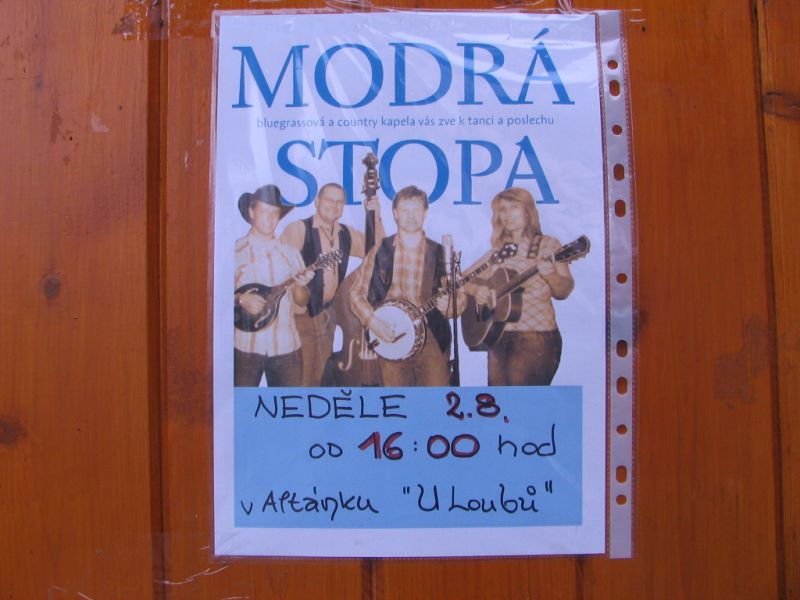 MODRÁ
bluegrassová a country kapela vás zve k tanci a poslechu
STOPA
NEDĚLE 2.8.
OD 16:00 hod
v Altánku "U Loubů"